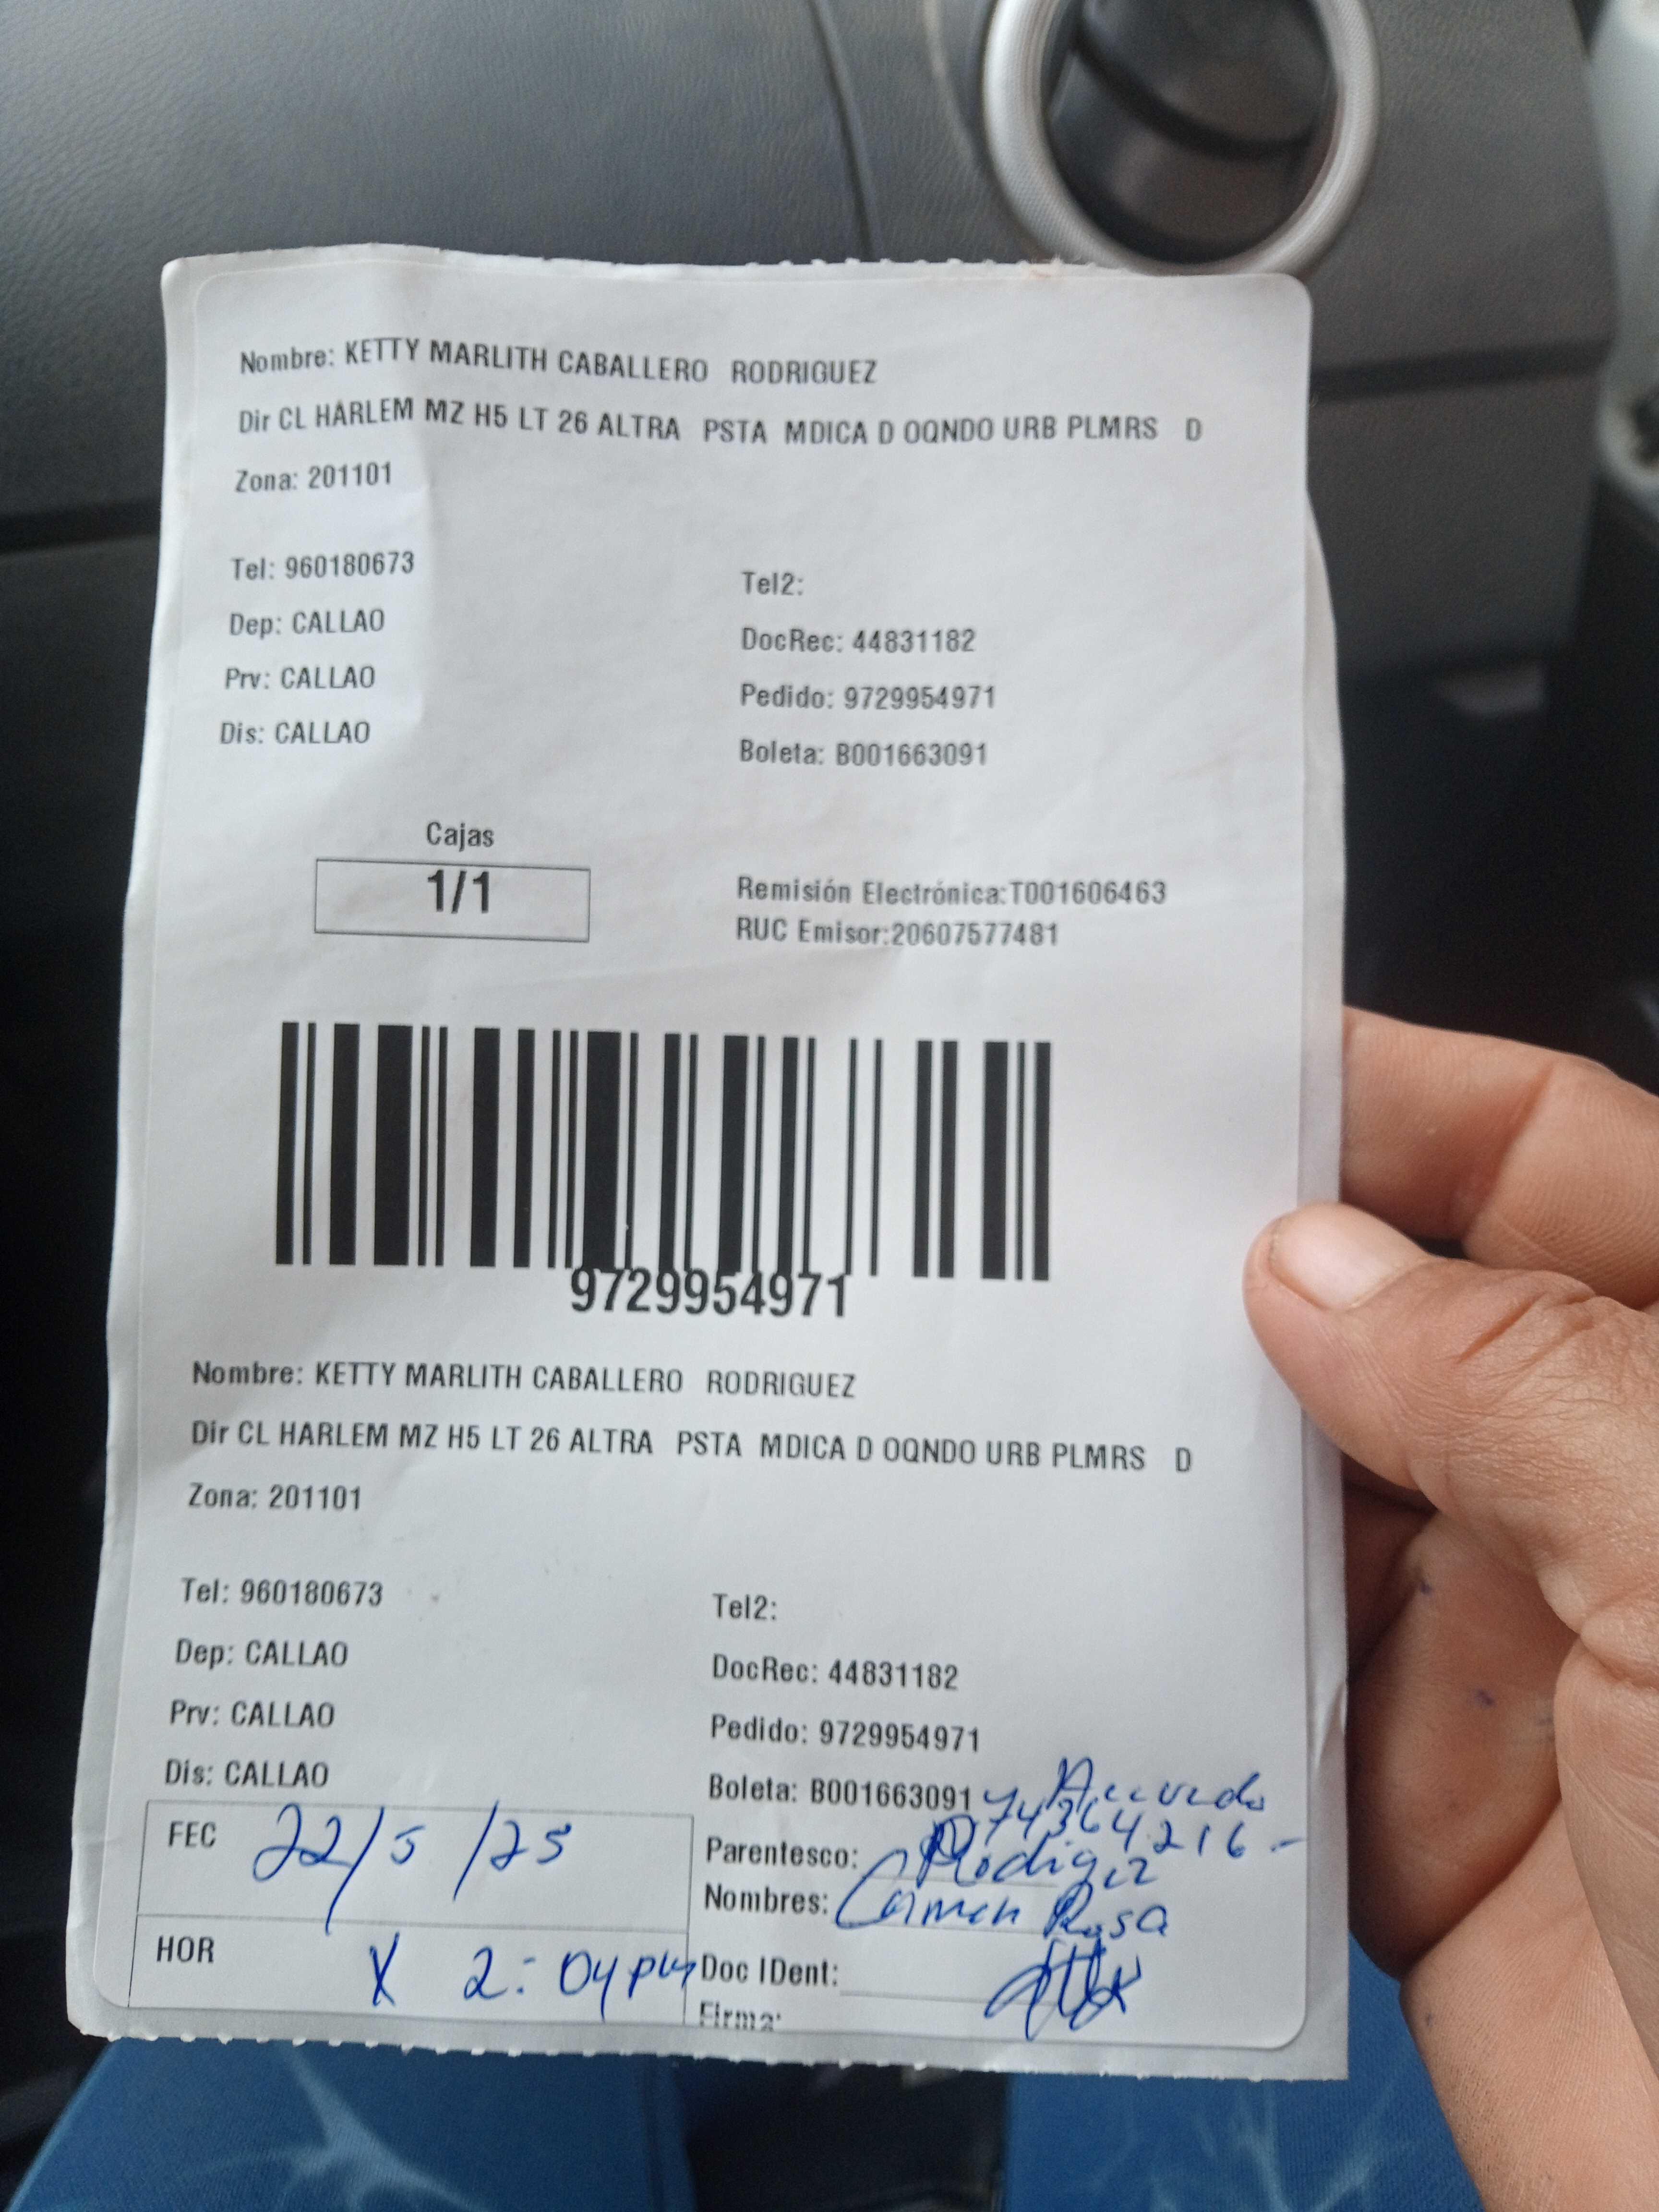 Nombre: KETTY MARLITH CABALLERO RODRIGUEZ
Dir CL HARLEM MZ H5 LT 26 ALTRA PSTA MDICA D OQNDO URB PLMRS D
Zona: 201101
Tel: 960180673
Tel2:
Dep: CALLAO
DocRec: 44831182
Prv: CALLAO
Pedido: 9729954971
Dis: CALLAO
Boleta: B001663091
Cajas
1/1
Remisión Electrónica:T001606463
RUC Emisor:20607577481
9729954971
Nombre: KETTY MARLITH CABALLERO RODRIGUEZ
Dir CL HARLEM MZ H5 LT 26 ALTRA PSTA MDICA D OQNDO URB PLMRS D
Zona: 201101
Tel: 960180673
Tel2:
Dep: CALLAO
DocRec: 44831182
Prv: CALLAO
Pedido: 9729954971
Dis: CALLAO
Boleta: B001663091
FEC 22/5/25
74364216
Parentesco:
Nombres: Carmen Rosa
HOR X 2:04pm
Doc IDent:
Firma: